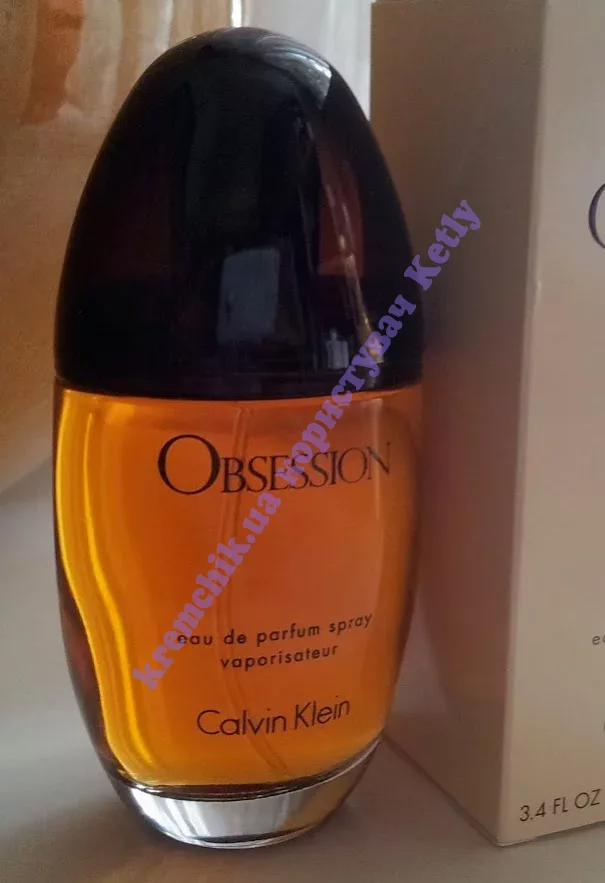 OBSESSION
eau de parfum spray
vaporisateur
Calvin Klein
3.4 FL OZ
kremchik.ua користувач Ketly